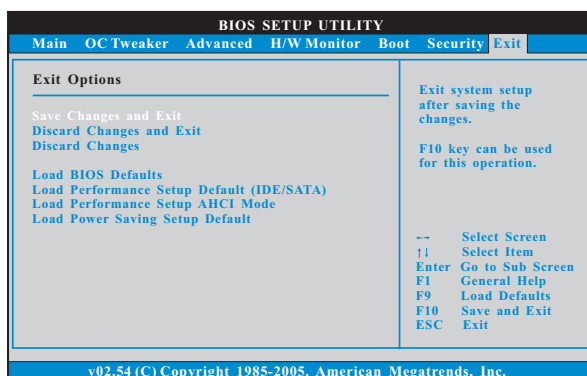 BIOS SETUP UTILITY
Main OC Tweaker Advanced H/W Monitor Boot Security Exit
Exit Options
Save Changes and Exit
Discard Changes and Exit
Discard Changes
Load BIOS Defaults
Load Performance Setup Default (IDE/SATA)
Load Performance Setup AHCI Mode
Load Power Saving Setup Default
Exit system setup
after saving the
changes.
F10 key can be used
for this operation.
←→ Select Screen
↑↓ Select Item
Enter Go to Sub Screen
F1 General Help
F9 Load Defaults
F10 Save and Exit
ESC Exit
v02.54 (C) Copyright 1985-2005, American Megatrends, Inc.